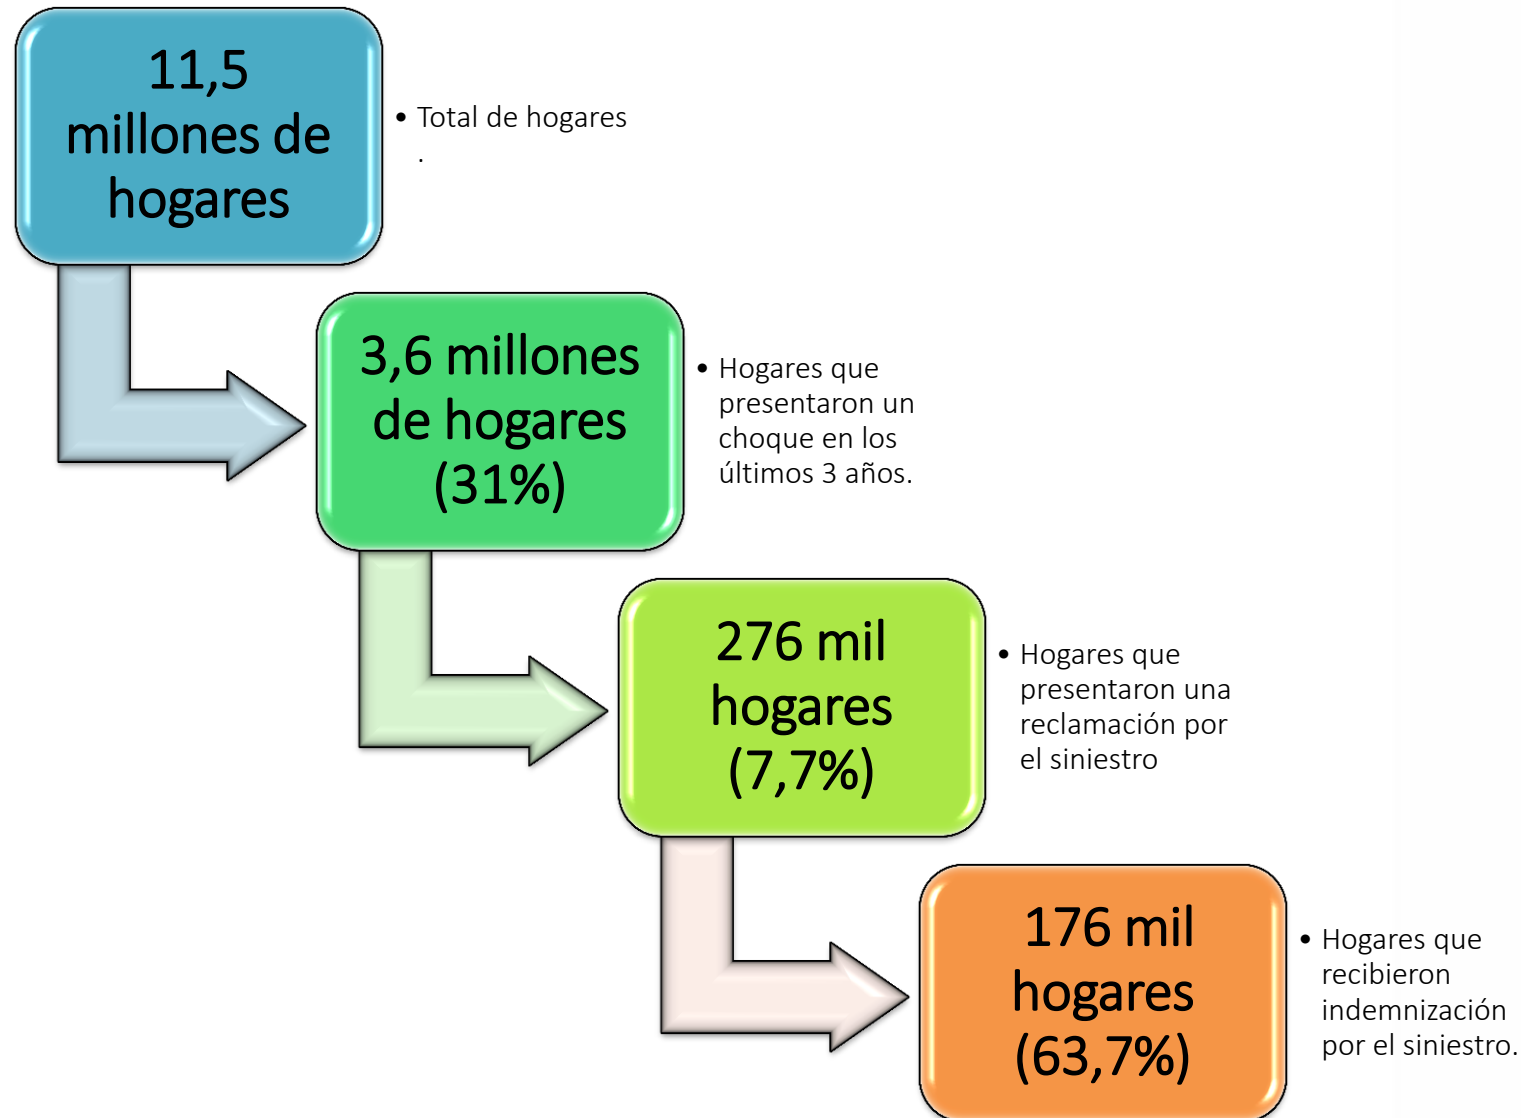 11,5
millones de
hogares
• Total de hogares
.
3,6 millones
de hogares
(31%)
• Hogares que
presentaron un
choque en los
últimos 3 años.
276 mil
hogares
(7,7%)
• Hogares que
presentaron una
reclamación por
el siniestro
176 mil
hogares
(63,7%)
• Hogares que
recibieron
indemnización
por el siniestro.